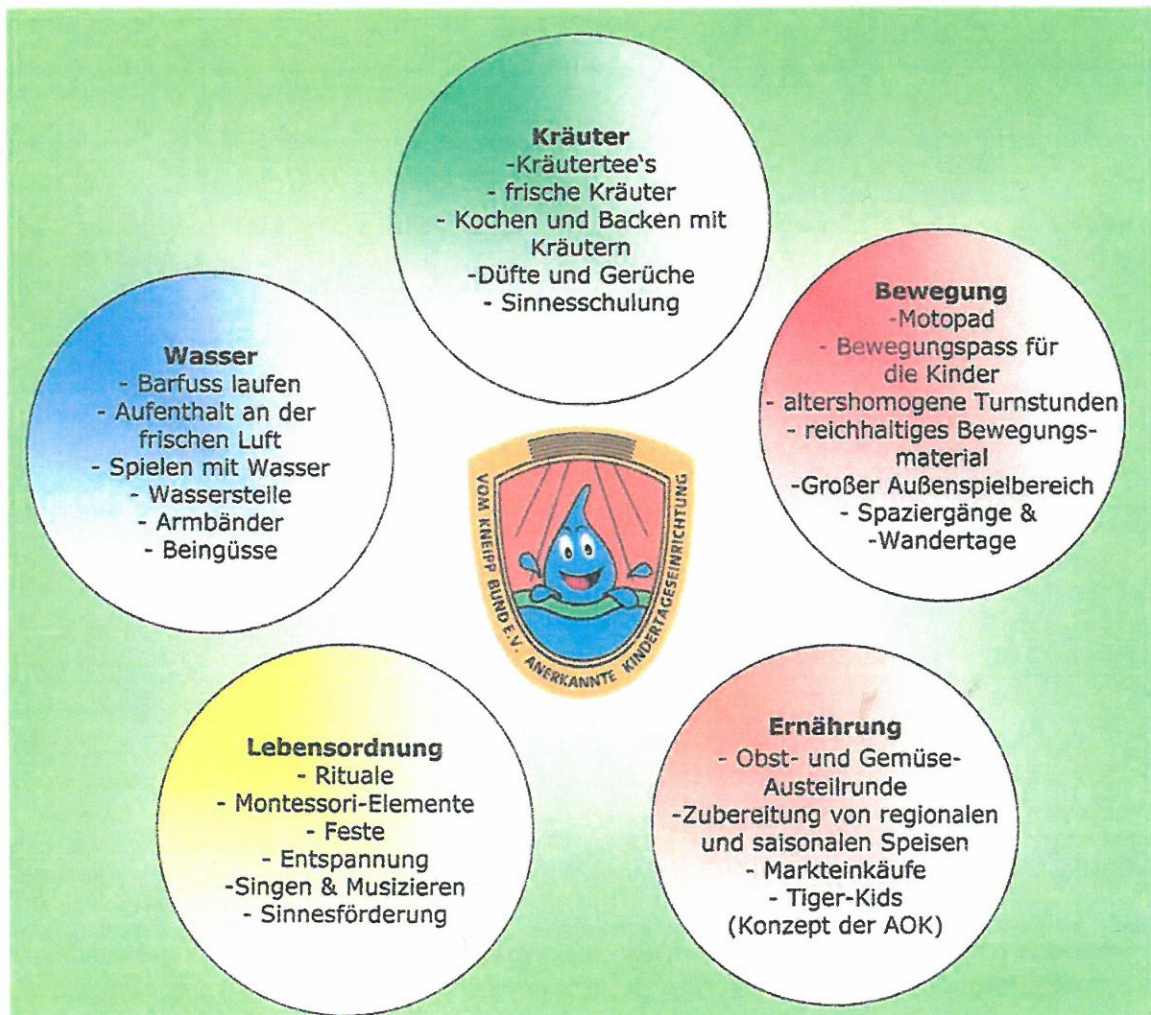 Kräuter
-Kräutertee's
- frische Kräuter
- Kochen und Backen mit
Kräutern
-Düfte und Gerüche
- Sinnesschulung
Wasser
- Barfuss laufen
- Aufenthalt an der
frischen Luft
- Spielen mit Wasser
- Wasserstelle
- Armbänder
- Beingüsse
Bewegung
-Motopad
- Bewegungspass für
die Kinder
- altershomogene Turnstunden
- reichhaltiges Bewegungs-
material
-Großer Außenspielbereich
- Spaziergänge &
-Wandertage
VOM KNEIPP BUND E.V. ANERKANNTE KINDERTAGESEINRICHTUNG
Lebensordnung
- Rituale
- Montessori-Elemente
- Feste
- Entspannung
-Singen & Musizieren
- Sinnesförderung
Ernährung
- Obst- und Gemüse-
Austeilrunde
-Zubereitung von regionalen
und saisonalen Speisen
- Markteinkäufe
- Tiger-Kids
(Konzept der AOK)